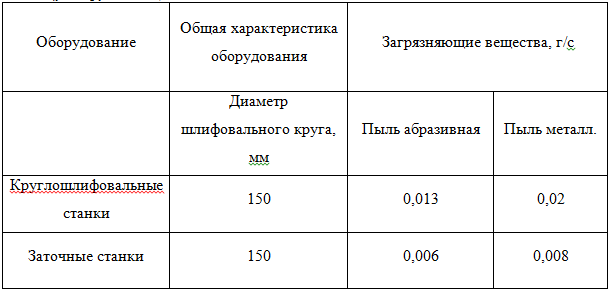 Оборудование
Общая характеристика
оборудования
Загрязняющие вещества, г/с
Диаметр
шлифовального круга,
мм
Пыль абразивная
Пыль металл.
Круглошлифовальные
станки
150
0,013
0,02
Заточные станки
150
0,006
0,008